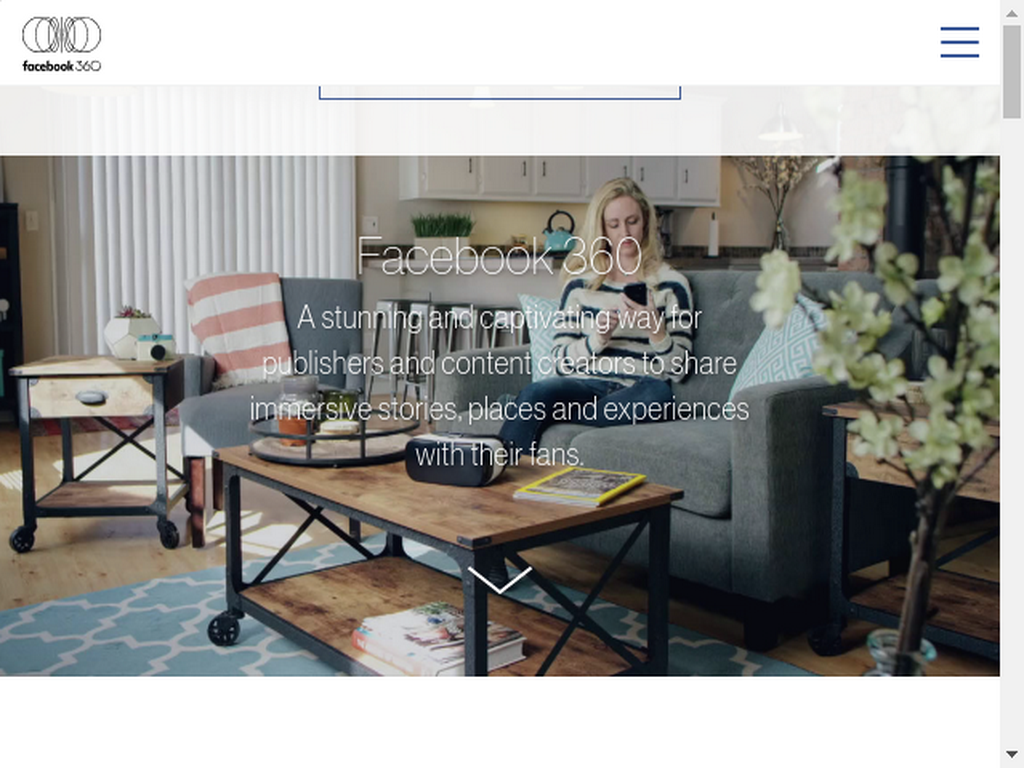 facebook 360
Facebook 360
A stunning and captivating way for
publishers and content creators to share
immersive stories, places and experiences
with their fans.